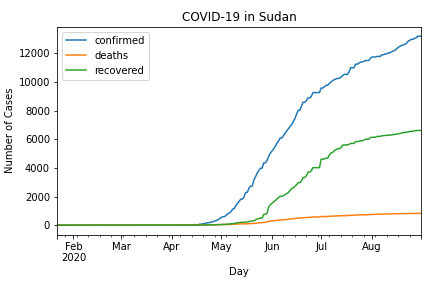 COVID-19 in Sudan
confirmed
deaths
recovered
Number of Cases
12000
10000
8000
6000
4000
2000
0
Feb Mar Apr May Jun Jul Aug
2020
Day